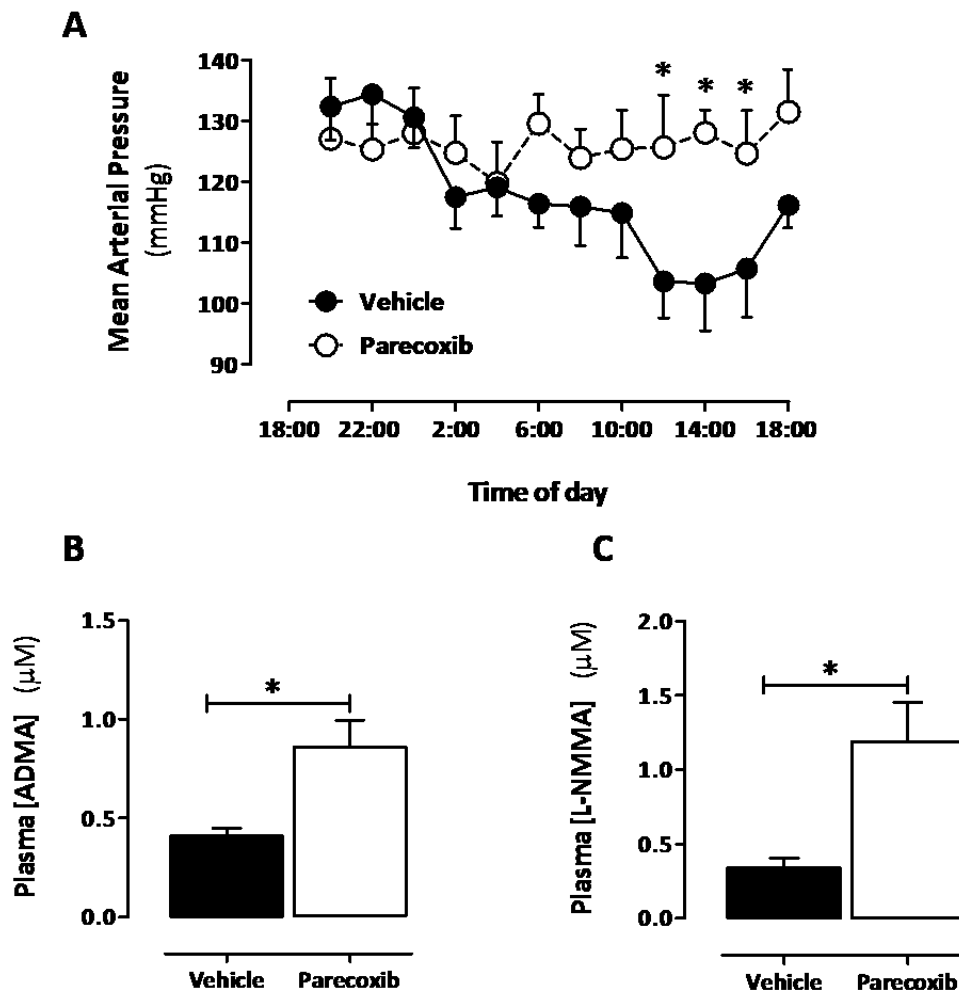 A
Mean Arterial Pressure
(mmHg)
140
130
120
110
100
90
* * *
Vehicle
Parecoxib
18:00 22:00 2:00 6:00 10:00 14:00 18:00
Time of day
B
Plasma [ADMA] (μM)
1.5
1.0
0.5
0.0
*
Vehicle Parecoxib
C
Plasma [L-NMMA] (μM)
2.0
1.5
1.0
0.5
0.0
*
Vehicle Parecoxib